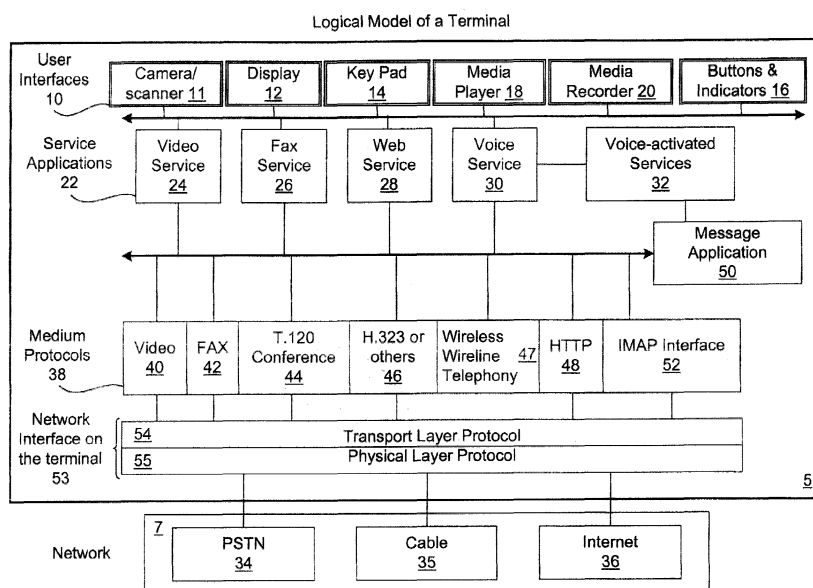 Logical Model of a Terminal
User
Interfaces
10
Camera/
scanner 11
Display
12
Key Pad
14
Media
Player 18
Media
Recorder 20
Buttons &
Indicators 16
Service
Applications
22
Video
Service
24
Fax
Service
26
Web
Service
28
Voice
Service
30
Voice-activated
Services
32
Message
Application
50
Medium
Protocols
38
Video
40
FAX
42
T.120
Conference
44
H.323 or
others
46
Wireless
Wireline
Telephony
47
HTTP
48
IMAP Interface
52
Network
Interface on
the terminal
53
54 Transport Layer Protocol
55 Physical Layer Protocol
5
Network
7
PSTN
34
Cable
35
Internet
36